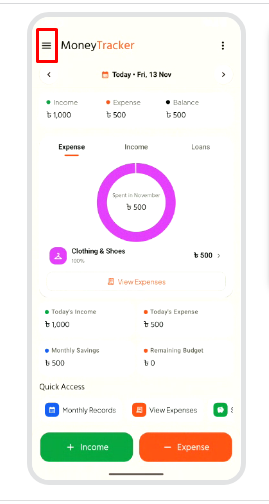 MoneyTracker
Today • Fri, 13 Nov
Income
Expense
Balance
৳ 1,000
৳ 500
৳ 500
Expense
Income
Loans
Spent in November
৳ 500
Clothing & Shoes
100%
৳ 500
View Expenses
Today's Income
Today's Expense
৳ 1,000
৳ 500
Monthly Savings
Remaining Budget
৳ 500
৳ 0
Quick Access
Monthly Records
View Expenses
S
+ Income
− Expense